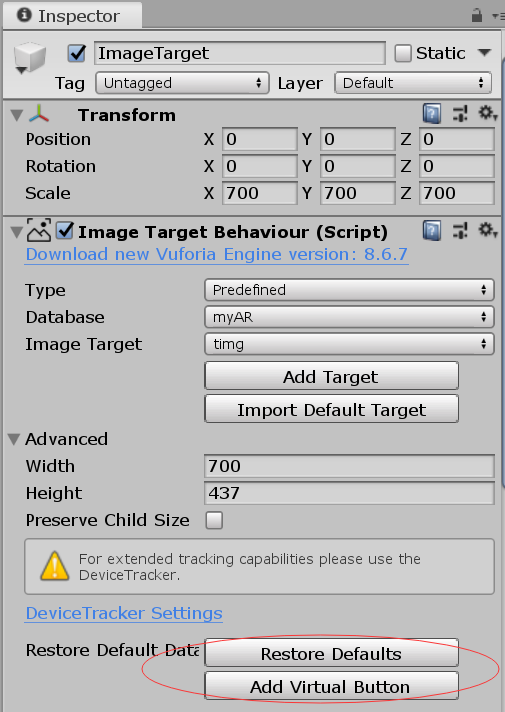 Inspector
ImageTarget Static
Tag Untagged Layer Default
Transform
Position X 0 Y 0 Z 0
Rotation X 0 Y 0 Z 0
Scale X 700 Y 700 Z 700
Image Target Behaviour (Script)
Download new Vuforia Engine version: 8.6.7
Type Predefined
Database myAR
Image Target timg
Add Target
Import Default Target
Advanced
Width 700
Height 437
Preserve Child Size
For extended tracking capabilities please use the
DeviceTracker.
DeviceTracker Settings
Restore Default Data Restore Defaults
Add Virtual Button